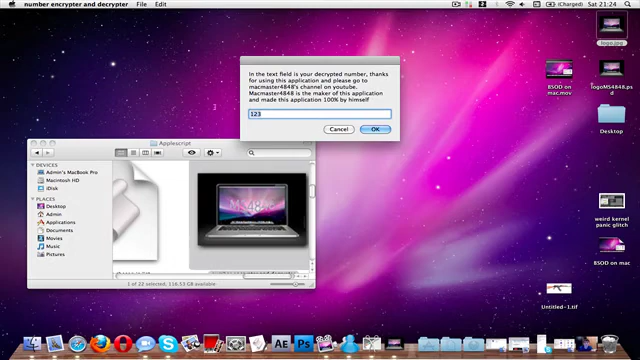 number encrypter and decrypter File Edit
(Charged) Sat 21:24
logo.jpg
In the text field is your decrypted number, thanks
for using this application and please go to
macmaster4848's channel on youtube.
Macmaster4848 is the maker of this application
and made this application 100% by himself
123
Cancel OK
BSOD on
mac.mov
logoMS4848.ps
d
Desktop
Applescript
DEVICES
Admin's MacBook Pro
Macintosh HD
iDisk
PLACES
Desktop
Admin
Applications
Documents
Movies
Music
Pictures
1 of 22 selected, 116.53 GB available
weird kernel
panic glitch
BSOD on mac
Untitled-1.tif
AE Ps